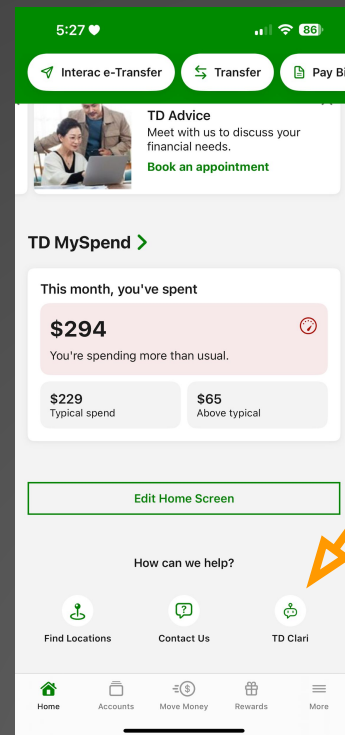 5:27
86
Interac e-Transfer
Transfer
Pay Bi
TD Advice
Meet with us to discuss your
financial needs.
Book an appointment
TD MySpend
This month, you've spent
$294
You're spending more than usual.
$229
Typical spend
$65
Above typical
Edit Home Screen
How can we help?
Find Locations
Contact Us
TD Clari
Home
Accounts
Move Money
Rewards
More